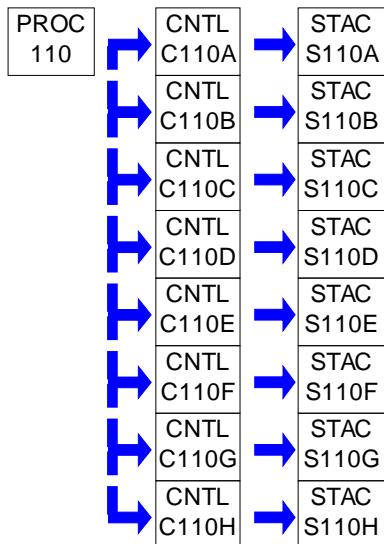 PROC
110
CNTL
C110A
STAC
S110A
CNTL
C110B
STAC
S110B
CNTL
C110C
STAC
S110C
CNTL
C110D
STAC
S110D
CNTL
C110E
STAC
S110E
CNTL
C110F
STAC
S110F
CNTL
C110G
STAC
S110G
CNTL
C110H
STAC
S110H